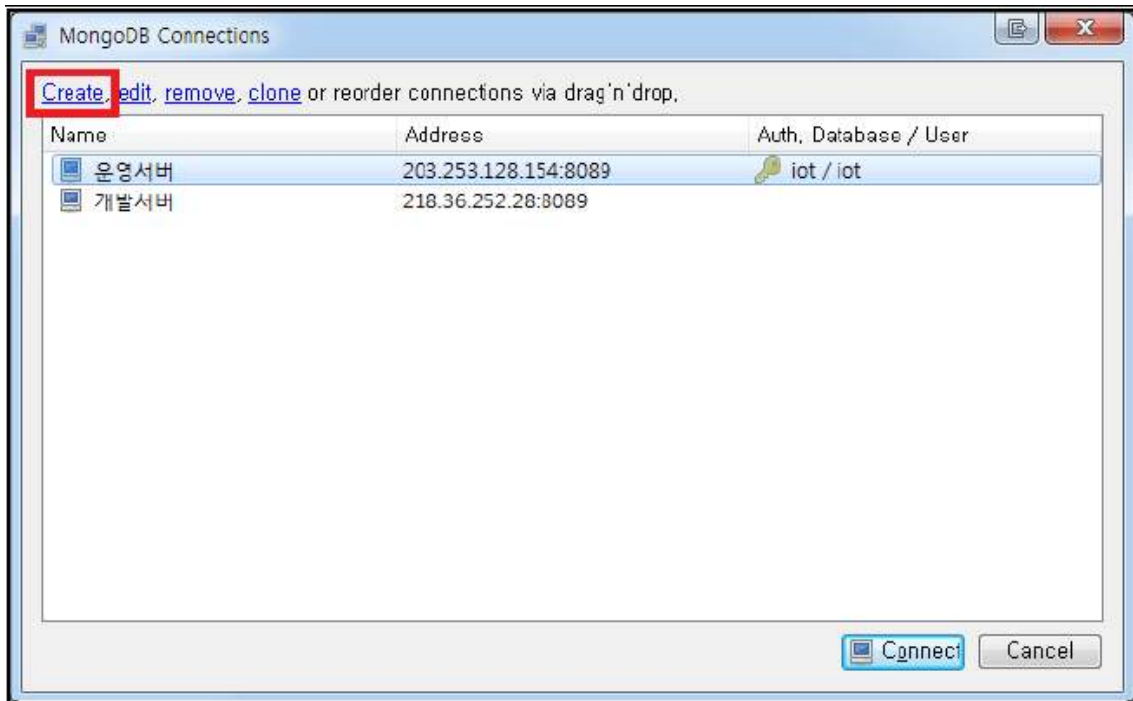 MongoDB Connections
Create, edit, remove, clone or reorder connections via drag'n'drop,
Name Address Auth, Database / User
운영서버 203.253.128.154:8089 iot / iot
개발서버 218.36.252.28:8089
Connect Cancel